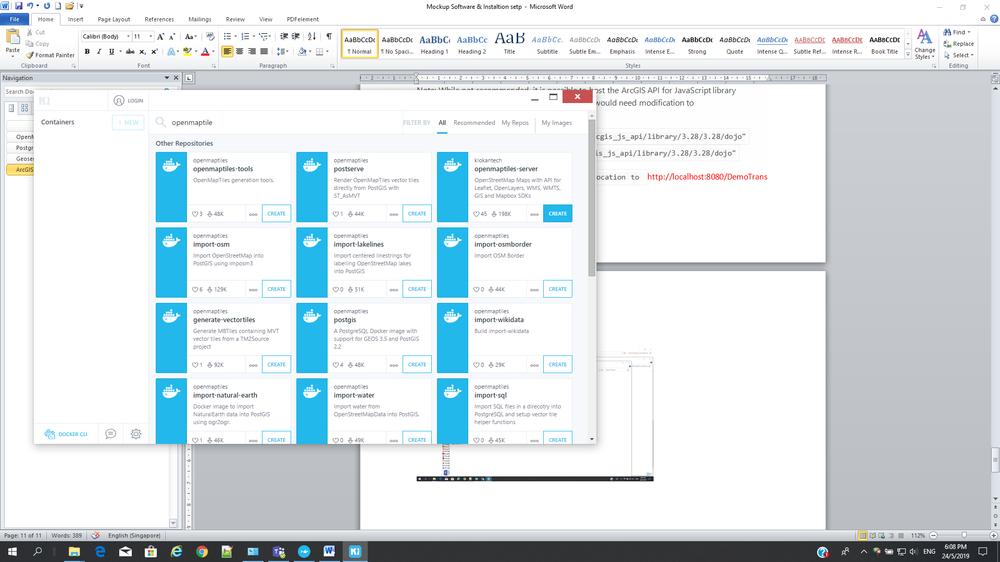 Mockup Software & Instaltion setp - Microsoft Word
File Home Insert Page Layout References Mailings Review View PDFelement
Paste
Cut
Copy
Format Painter
Clipboard
Calibri (Body) 11
Font
Paragraph
AaBbCcDc AaBbCcDc AaBbCc AaBbCc AaB AaBbCc. AaBbCcDc AaBbCcDc AaBbCcDc AaBbCcDc AaBbCcDc AaBbCcDc AaBbCcDc AaBbCcDc AaBbCcDc
¶ Normal ¶ No Spaci... Heading 1 Heading 2 Title Subtitle Subtle Em... Emphasis Intense E... Strong Quote Intense Q... Subtle Ref... Intense R... Book Title
Styles
Change Styles
Find
Replace
Select
Editing
Navigation
Search Doc
OpenM
Postgr
Geoser
ArcGIS
Note: While not recommended, it is possible to host the ArcGIS API for JavaScript library
would need modification to
cgis_js_api/library/3.28/3.28/dojo"
is_js_api/library/3.28/3.28/dojo"
ocation to http://localhost:8080/DemoTrans
LOGIN
Containers
+ NEW
openmaptile
FILTER BY All Recommended My Repos My Images
Other Repositories
openmaptiles
openmaptiles-tools
OpenMapTiles generation tools.
3 48K CREATE
openmaptiles
postserve
Render OpenMapTiles vector tiles
directly from PostGIS with
ST_AsMVT
1 44K CREATE
klokantech
openmaptiles-server
OpenStreetMap Maps with API for
Leaflet, OpenLayers, WMS, WMTS,
GIS and Mapbox SDKs
45 198K CREATE
openmaptiles
import-osm
Import OpenStreetMap into
PostGIS using imposm3
6 129K CREATE
openmaptiles
import-lakelines
Import centered linestrings for
labelling OpenStreetMap lakes
into PostGIS
0 51K CREATE
openmaptiles
import-osmborder
Import OSM Border
0 44K CREATE
openmaptiles
generate-vectortiles
Generate MBTiles containing MVT
vector tiles from a TM2Source
project
1 92K CREATE
openmaptiles
postgis
A PostgreSQL Docker image with
support for GEOS 3.5 and PostGIS
2.2
4 48K CREATE
openmaptiles
import-wikidata
Build import-wikidata
0 29K CREATE
openmaptiles
import-natural-earth
Docker image to import
NaturalEarth data into PostGIS
using ogr2ogr.
1 46K CREATE
openmaptiles
import-water
Import water from
OpenStreetMapData into PostGIS.
0 49K CREATE
openmaptiles
import-sql
Import SQL files in a direcotry into
PostgreSQL and setup vector tile
helper functions
0 45K CREATE
DOCKER CLI
Page: 11 of 11 Words: 389 English (Singapore) 112%
ENG
6:08 PM
24/5/2019